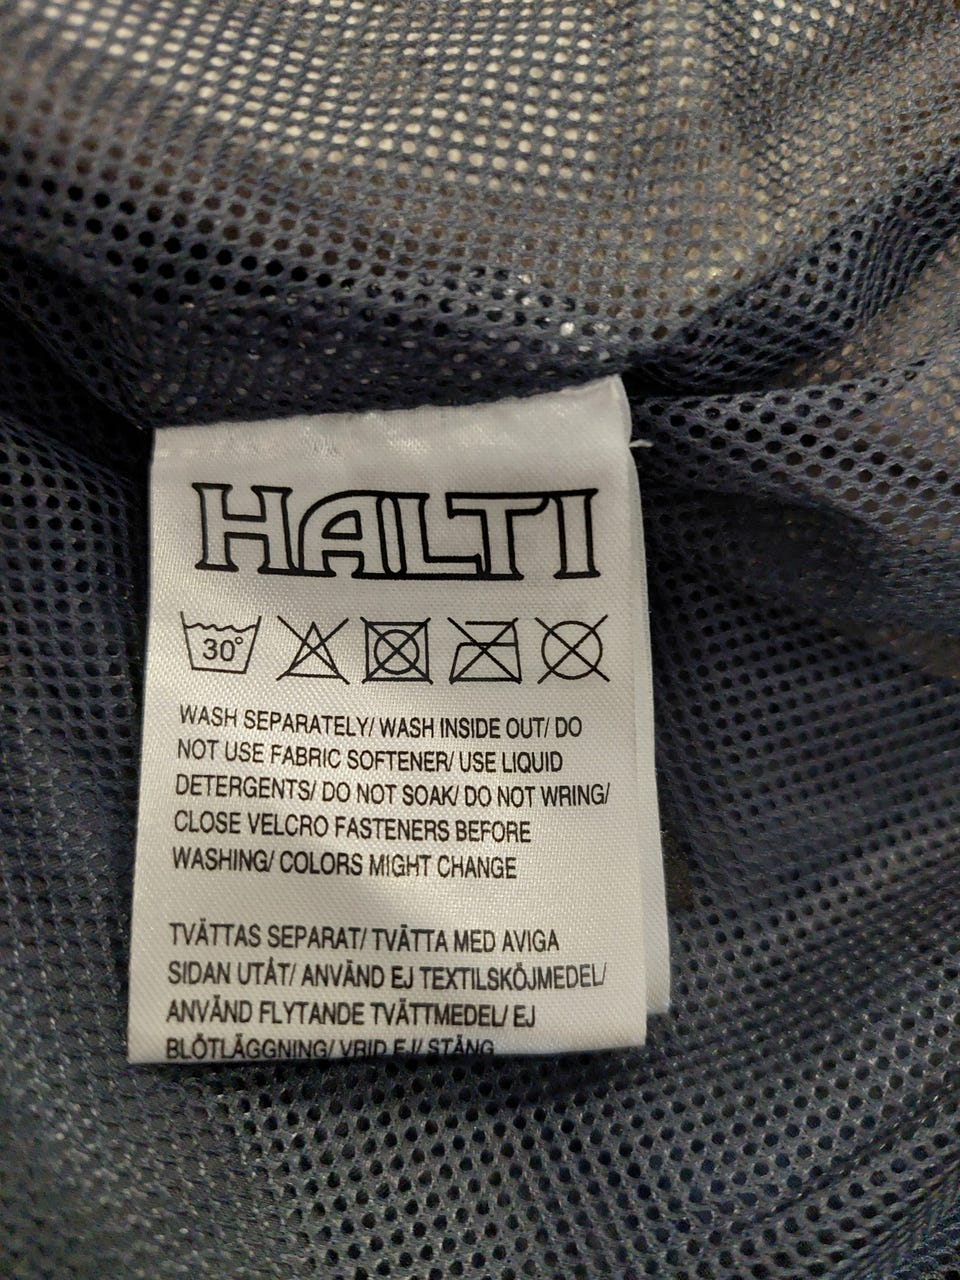 HALTI
30°
WASH SEPARATELY/ WASH INSIDE OUT/ DO
NOT USE FABRIC SOFTENER/ USE LIQUID
DETERGENTS/ DO NOT SOAK/ DO NOT WRING/
CLOSE VELCRO FASTENERS BEFORE
WASHING/ COLORS MIGHT CHANGE
TVÄTTAS SEPARAT/ TVÄTTA MED AVIGA
SIDAN UTÅT/ ANVÄND EJ TEXTILSKÖJMEDEL/
ANVÄND FLYTANDE TVÄTTMEDEL/ EJ
BLÖTLÄGGNING/ VRID EJ/ STÄNG